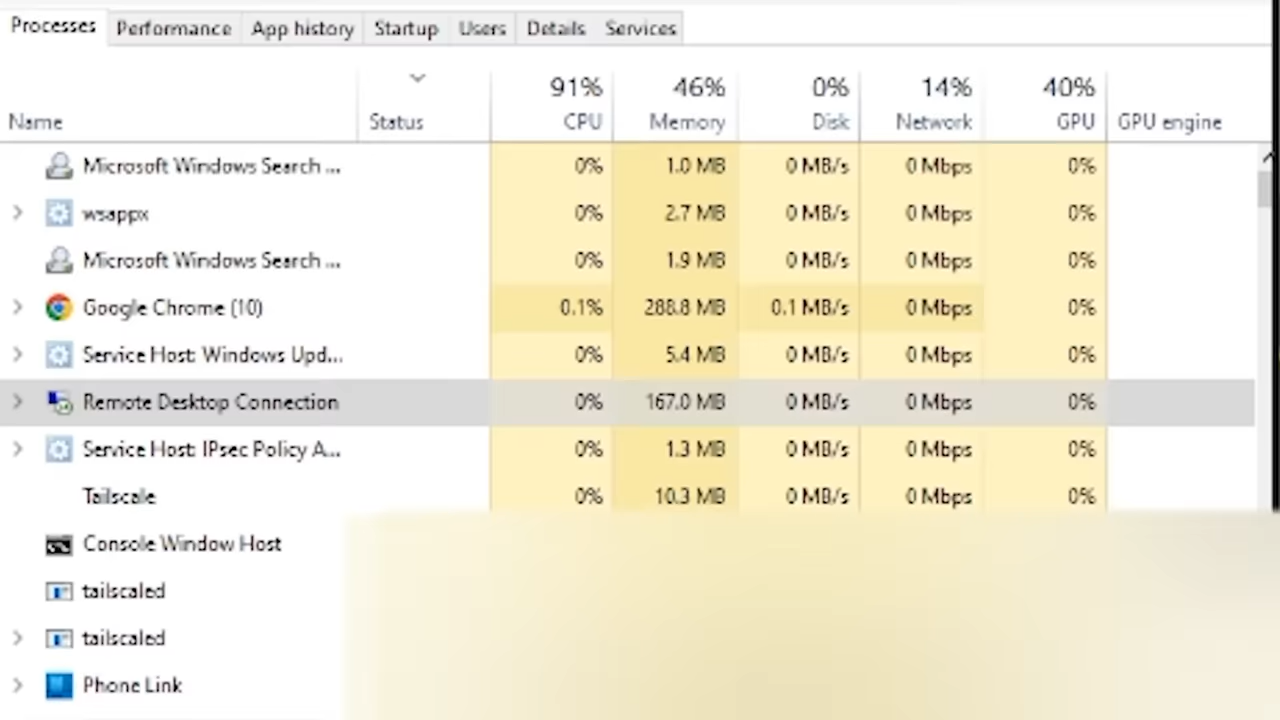 Processes Performance App history Startup Users Details Services
91% 46% 0% 14% 40%
Name Status CPU Memory Disk Network GPU GPU engine
Microsoft Windows Search ... 0% 1.0 MB 0 MB/s 0 Mbps 0%
wsappx 0% 2.7 MB 0 MB/s 0 Mbps 0%
Microsoft Windows Search ... 0% 1.9 MB 0 MB/s 0 Mbps 0%
Google Chrome (10) 0.1% 288.8 MB 0.1 MB/s 0 Mbps 0%
Service Host: Windows Upd... 0% 5.4 MB 0 MB/s 0 Mbps 0%
Remote Desktop Connection 0% 167.0 MB 0 MB/s 0 Mbps 0%
Service Host: IPsec Policy A... 0% 1.3 MB 0 MB/s 0 Mbps 0%
Tailscale 0% 10.3 MB 0 MB/s 0 Mbps 0%
Console Window Host
tailscaled
tailscaled
Phone Link